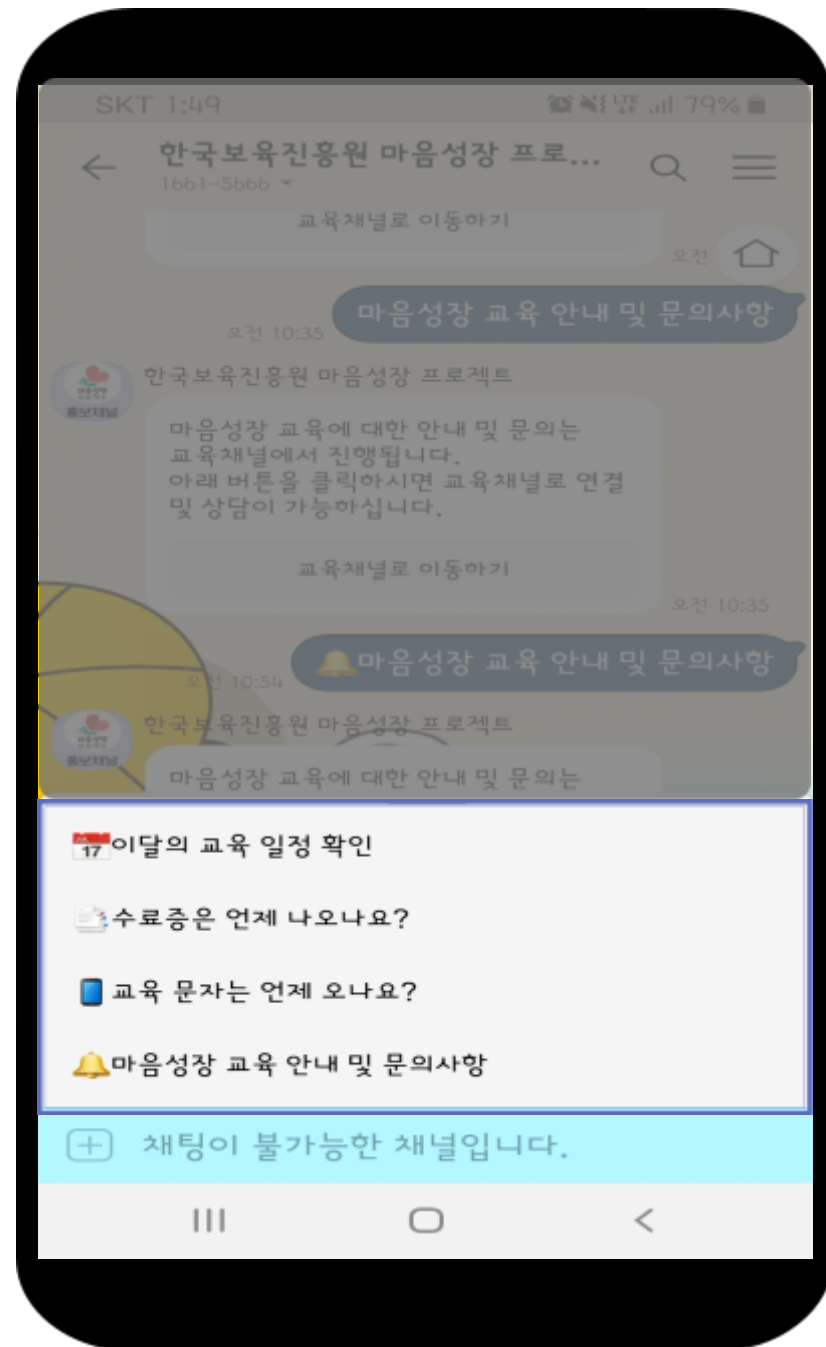 SKT 1:49
LTE 79%
한국보육진흥원 마음성장 프로...
1661-5666
교육채널로 이동하기
오전
마음성장 교육 안내 및 문의사항
오전 10:35
한국보육진흥원 마음성장 프로젝트
홍보채널
마음성장 교육에 대한 안내 및 문의는
교육채널에서 진행됩니다.
아래 버튼을 클릭하시면 교육채널로 연결
및 상담이 가능하십니다.
교육채널로 이동하기
오전 10:35
🔔마음성장 교육 안내 및 문의사항
오전 10:54
한국보육진흥원 마음성장 프로젝트
홍보채널
마음성장 교육에 대한 안내 및 문의는
17 이달의 교육 일정 확인
수료증은 언제 나오나요?
교육 문자는 언제 오나요?
🔔마음성장 교육 안내 및 문의사항
채팅이 불가능한 채널입니다.